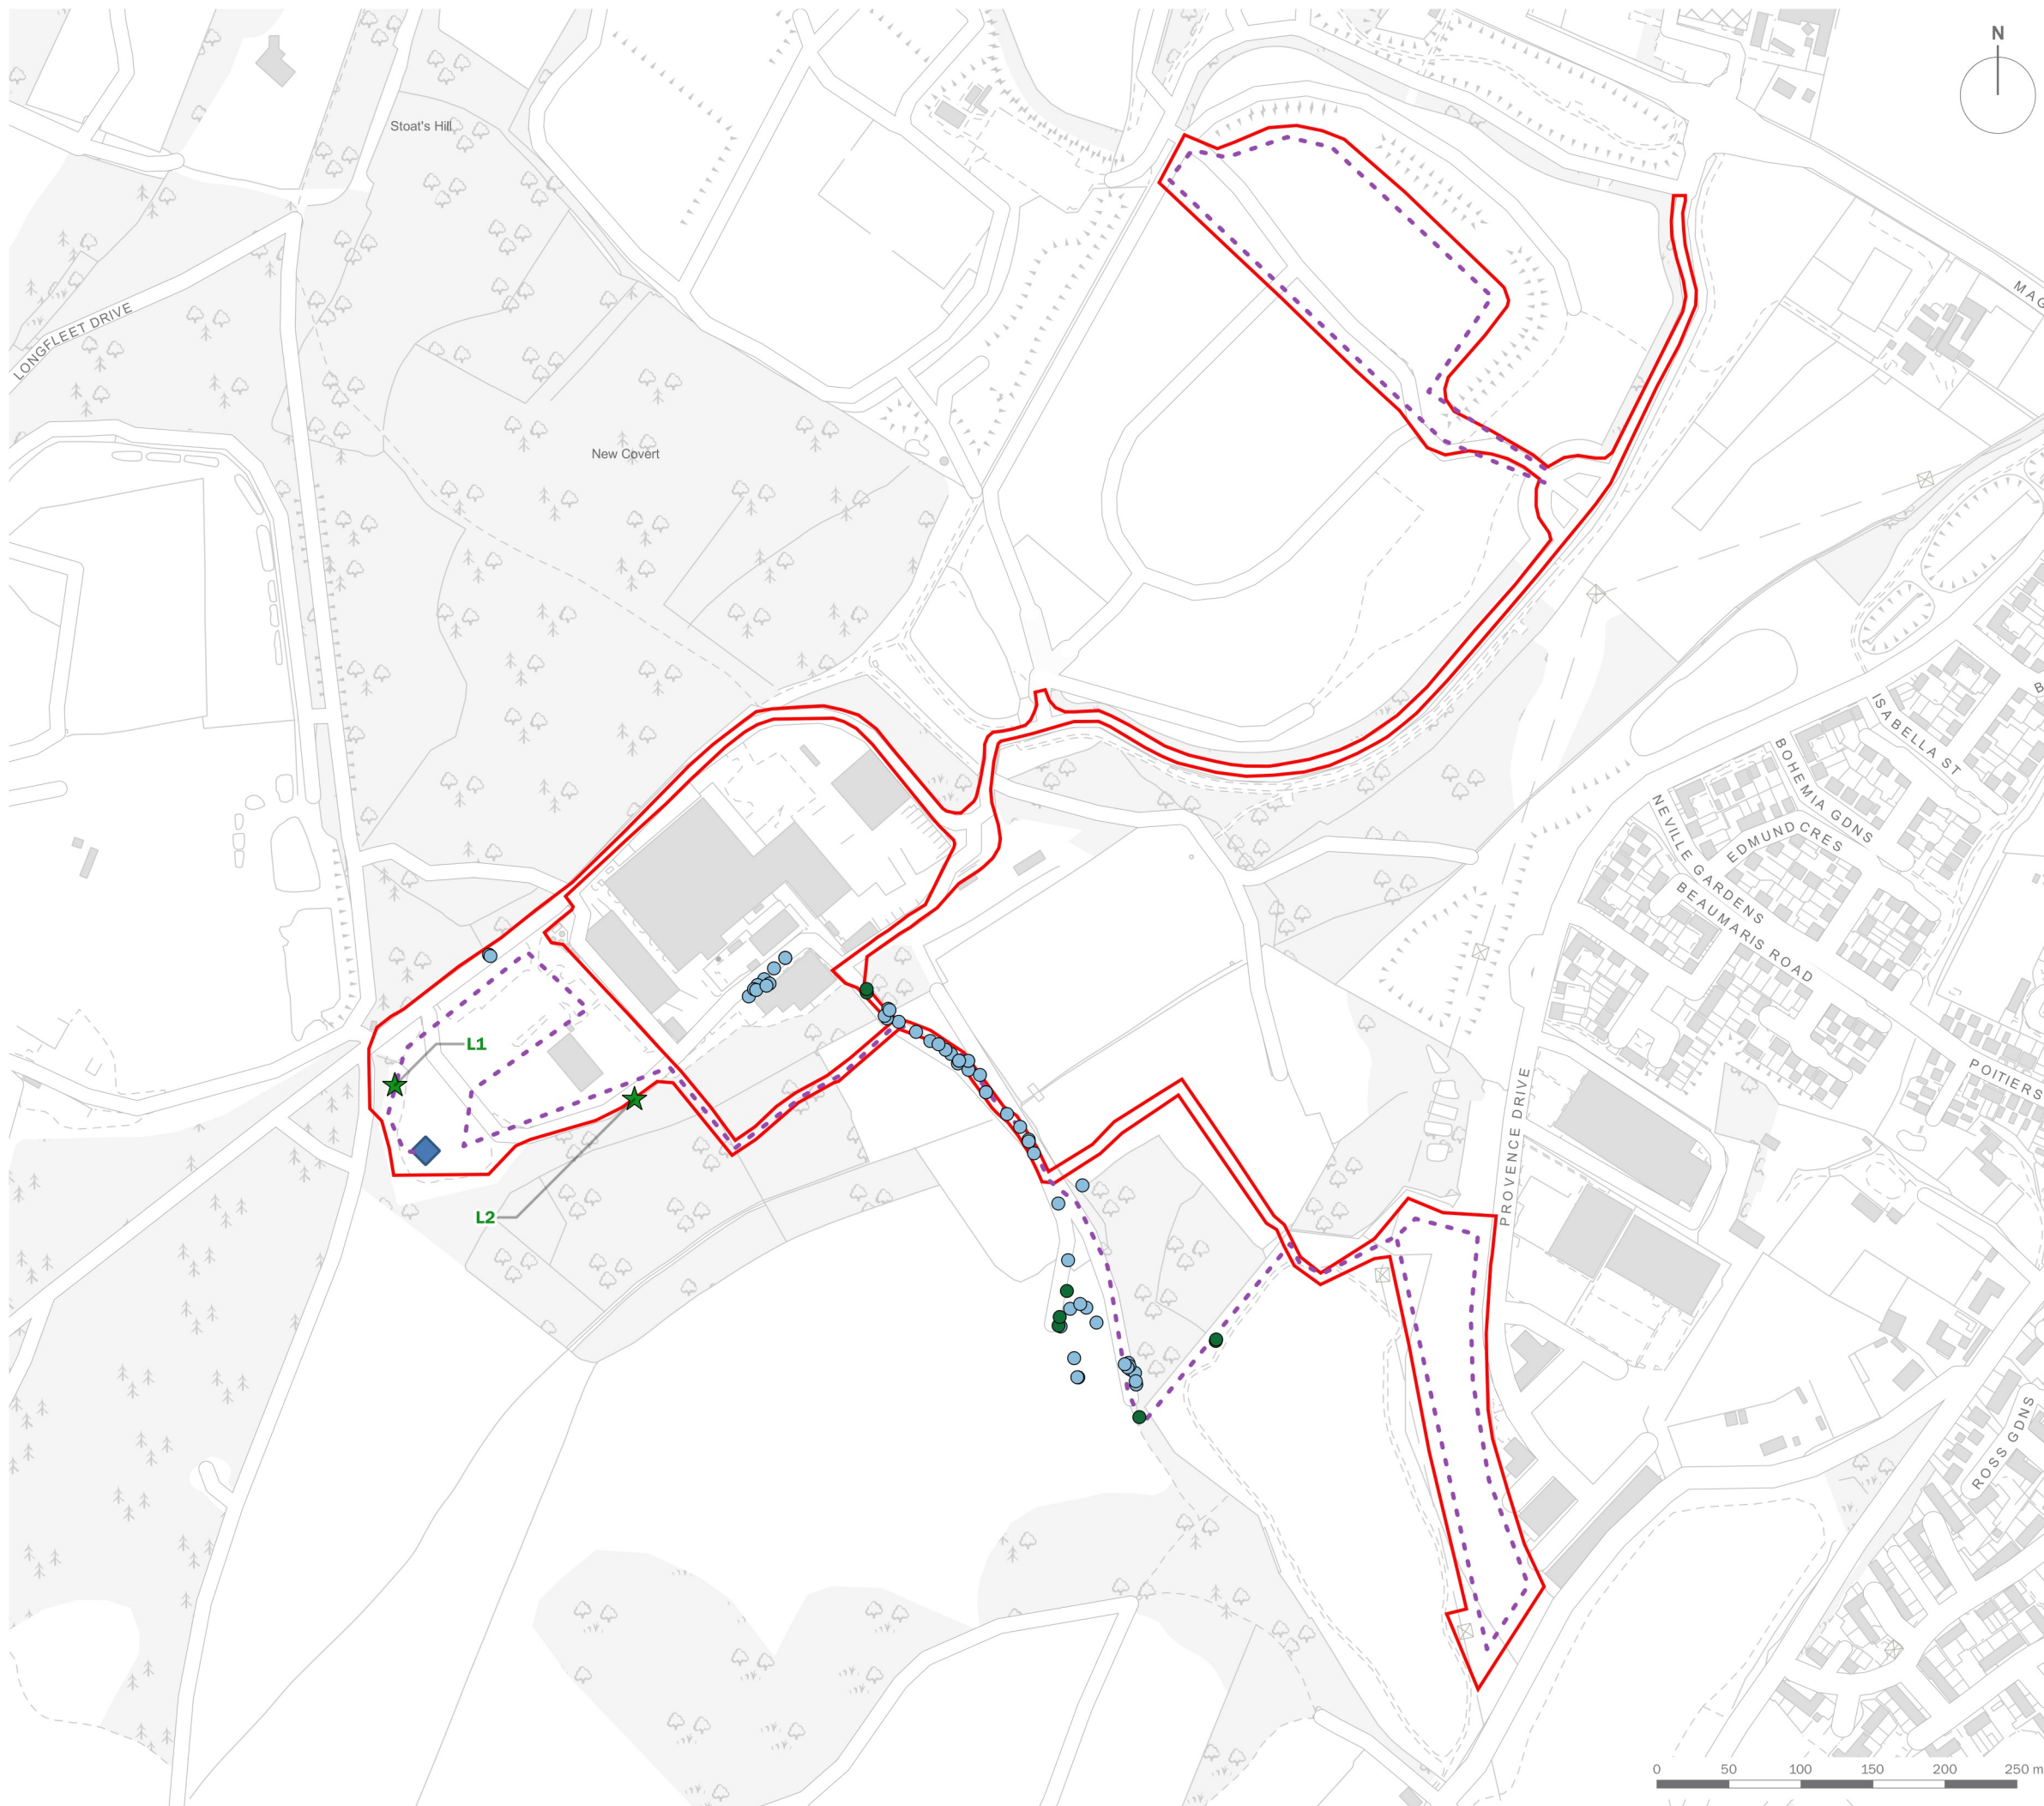 N
Stoat's Hill
MAG
LONGFLEET DRIVE
New Covert
ISABELLA ST
BOHEMIA GDNS
NEVILLE GARDENS
EDMUND CRES
BEAUMARIS ROAD
L1
POITIERS
PROVENCE DRIVE
L2
ROSS GDNS
0 50 100 150 200 250 m